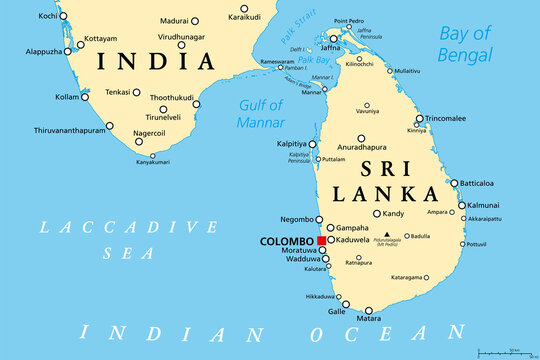 Kochi
Kottayam
Alappuzha
INDIA
Madurai
Virudhunagar
Karaikudi
Tenkasi
Thoothukudi
Kollam
Tirunelveli
Thiruvananthapuram
Nagercoil
Kanyakumari
Palk Strait
Point Pedro
Jaffna
Jaffna
Peninsula
Delft I.
Palk Bay
Rameswaram
Pamban I.
Adam's Bridge
Mannar I.
Mannar
Kilinochchi
Mullaitivu
Bay of
Bengal
Gulf of
Mannar
Vavuniya
Trincomalee
Kinniya
Kalpitiya
Kalpitiya
Peninsula
Anuradhapura
Puttalam
SRI
LANKA
Batticaloa
Kalmunai
Ampara
Akkaraipattu
Negombo
Kandy
Gampaha
COLOMBO
Kaduwela
Pidurutalagala
(Mt Pedro)
Badulla
Pottuvil
Moratuwa
Wadduwa
Kalutara
Ratnapura
Kataragama
Hikkaduwa
Galle
Matara
LACCADIVE
SEA
INDIAN OCEAN